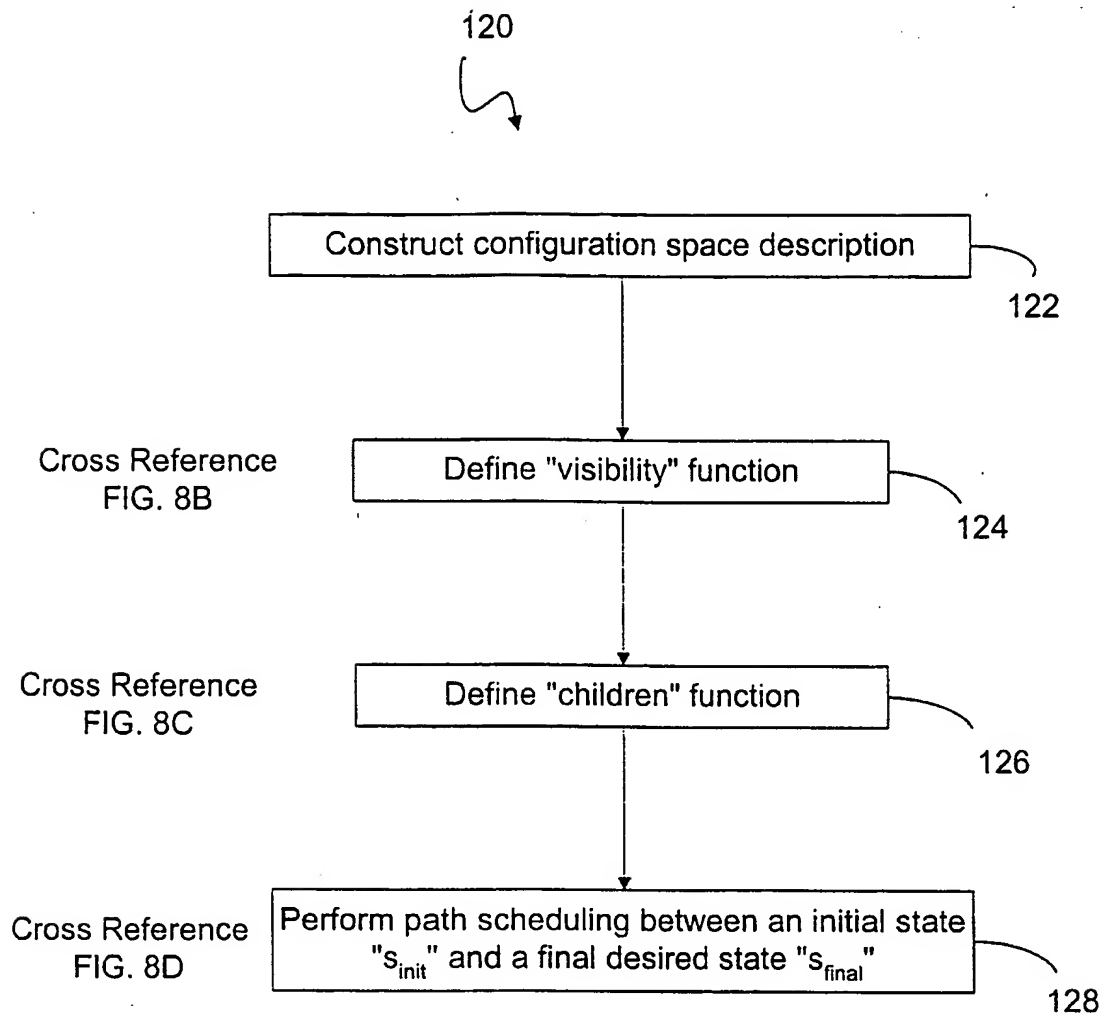 120
Construct configuration space description
122
Cross Reference
FIG. 8B
Define "visibility" function
124
Cross Reference
FIG. 8C
Define "children" function
126
Cross Reference
FIG. 8D
Perform path scheduling between an initial state
"s_init" and a final desired state "s_final"
128